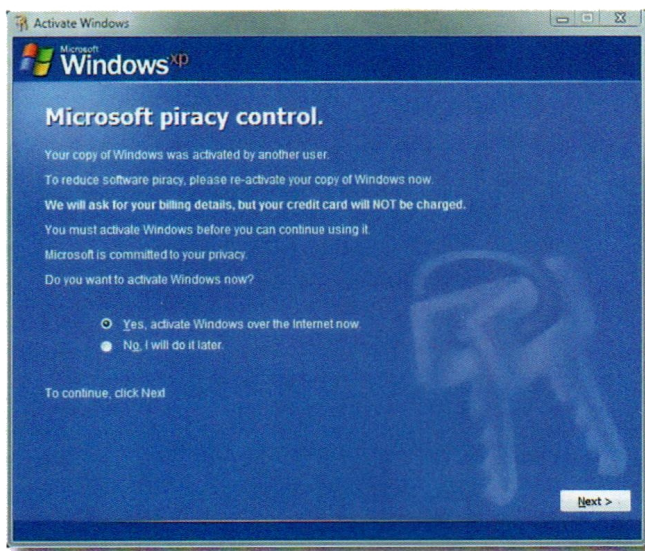 Activate Windows
Microsoft
Windows xp
Microsoft piracy control.
Your copy of Windows was activated by another user.
To reduce software piracy, please re-activate your copy of Windows now.
We will ask for your billing details, but your credit card will NOT be charged.
You must activate Windows before you can continue using it.
Microsoft is committed to your privacy.
Do you want to activate Windows now?
Yes, activate Windows over the Internet now.
No, I will do it later.
To continue, click Next
Next >